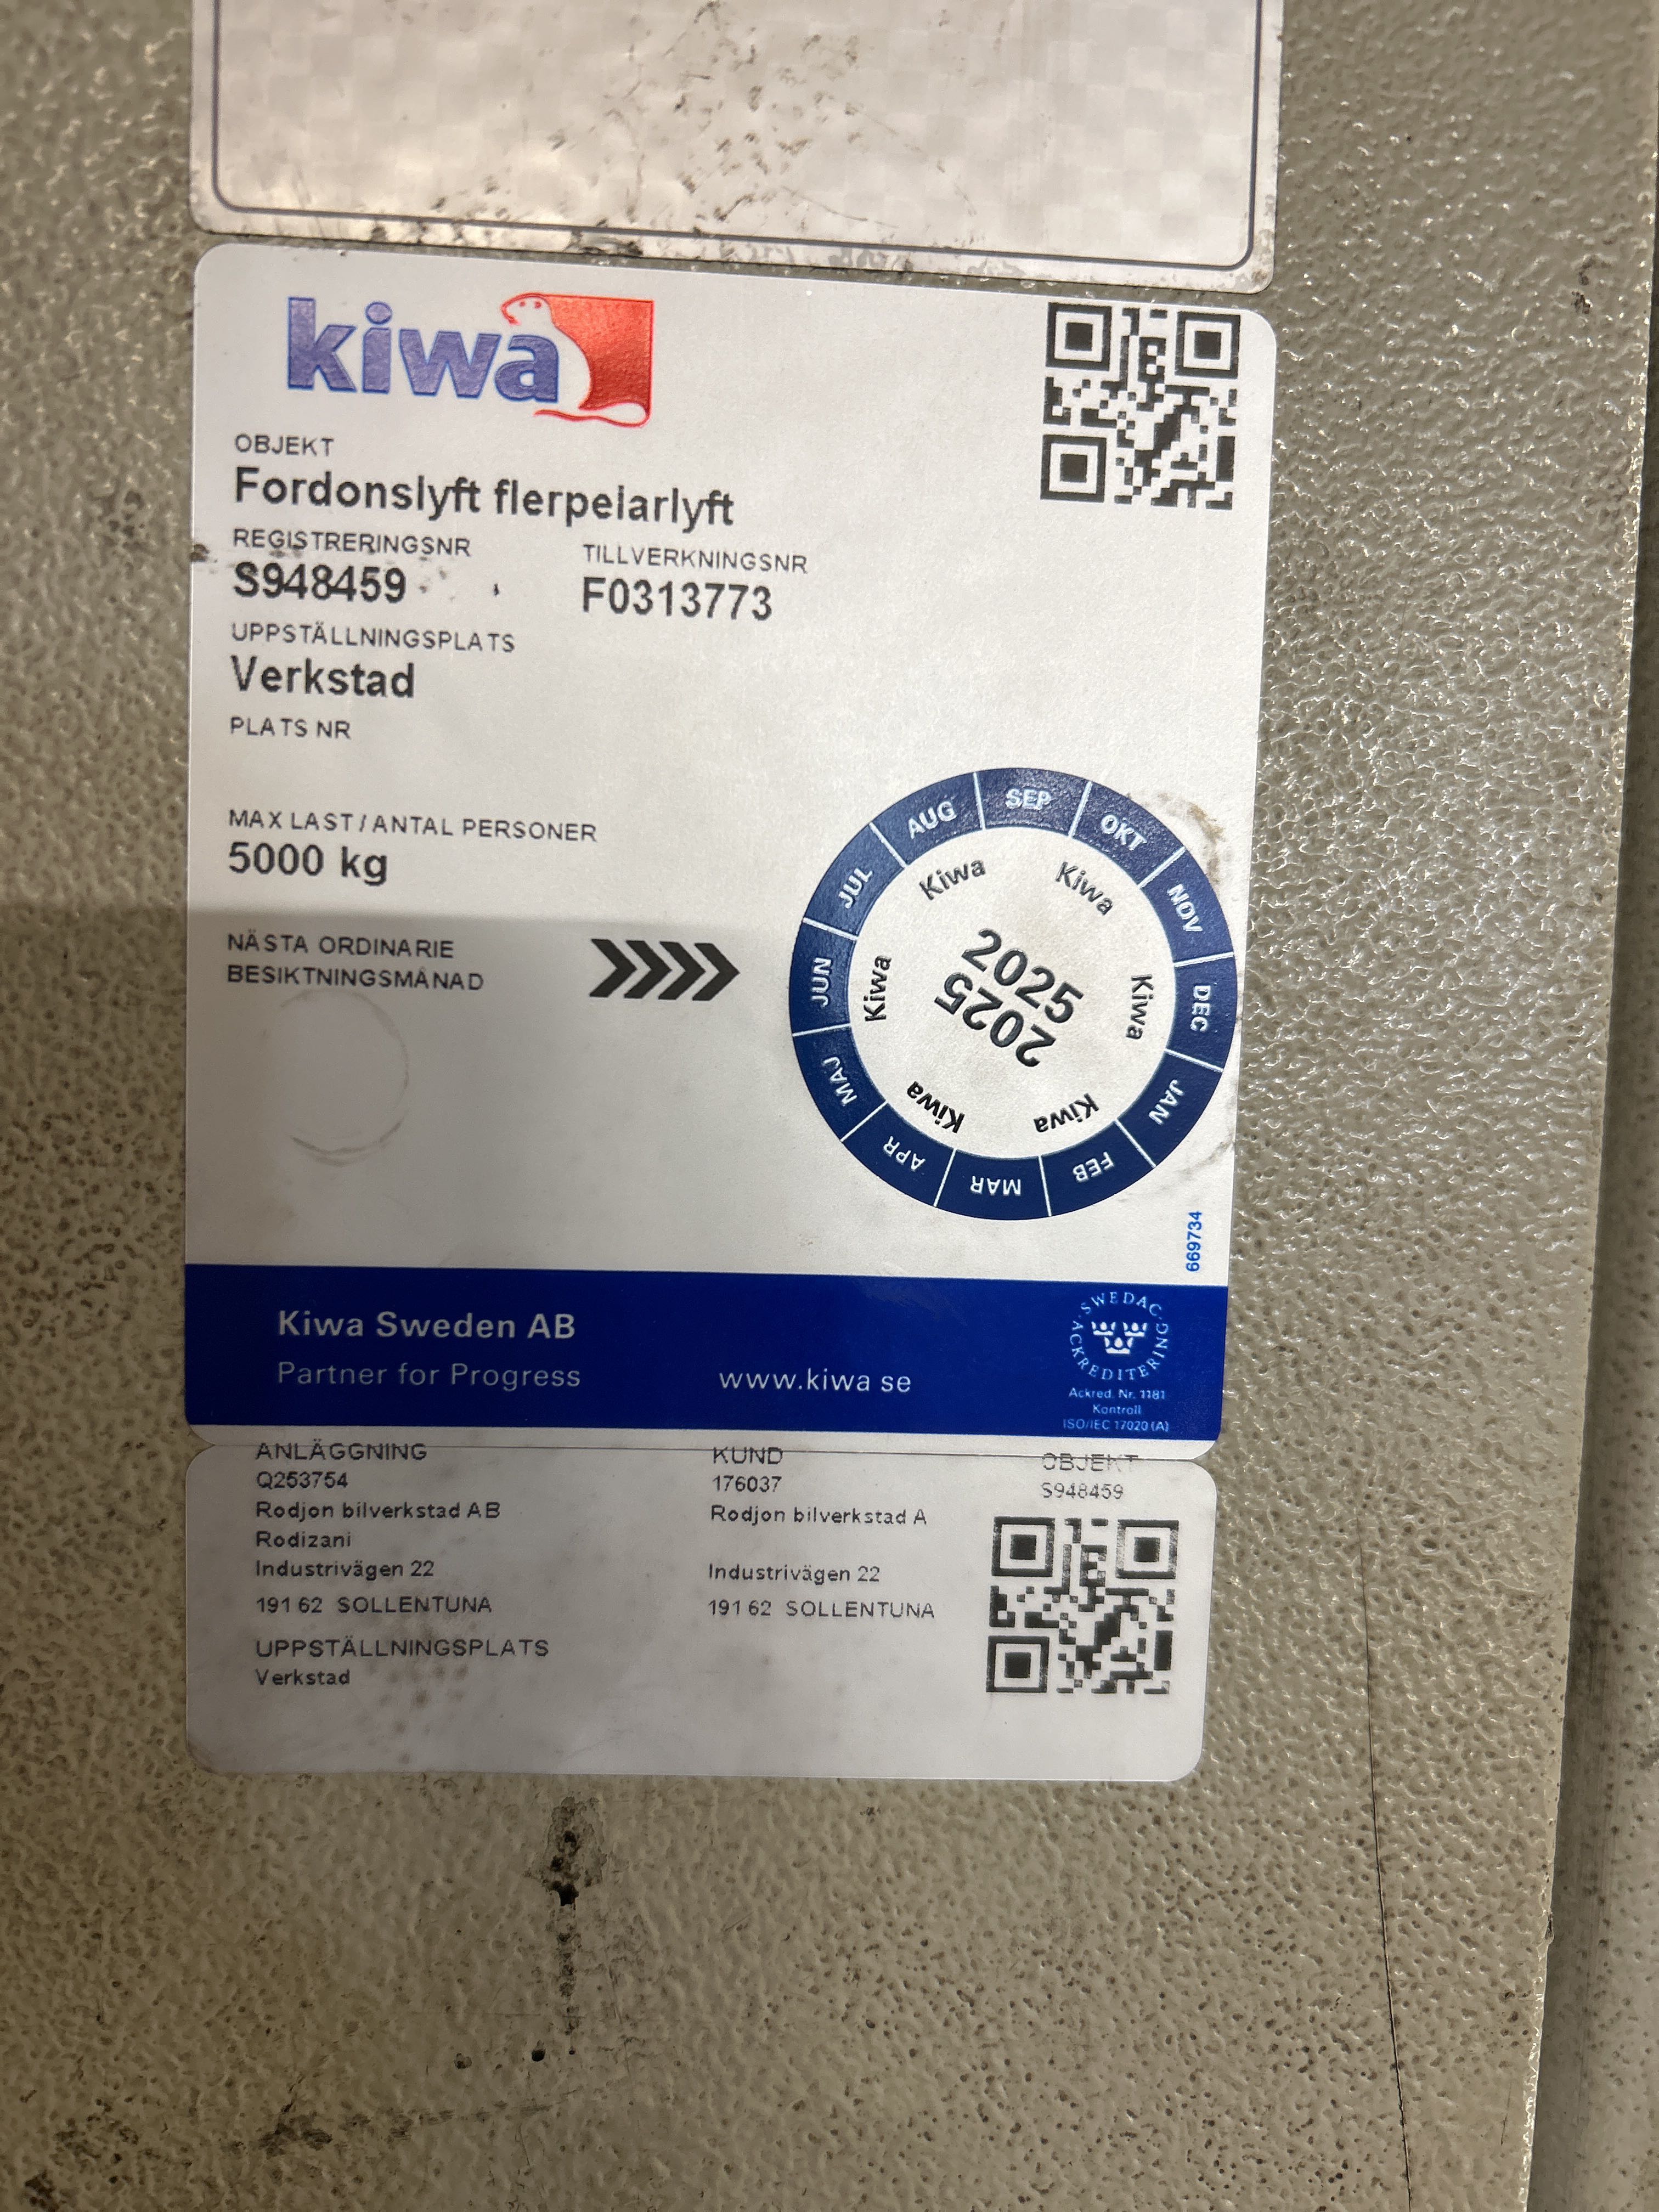 kiwa
OBJEKT
Fordonslyft flerpelarlyft
REGISTRERINGSNR
S948459
TILLVERKNINGSNR
F0313773
UPPSTÄLLNINGSPLATS
Verkstad
PLATS NR
MAX LAST/ANTAL PERSONER
5000 kg
NÄSTA ORDINARIE
BESIKTNINGSMÅNAD
JUN
JUL
AUG
SEP
OKT
NOV
DEC
JAN
FEB
MAR
APR
MAJ
Kiwa
Kiwa
Kiwa
Kiwa
Kiwa
Kiwa
2025
2025
669734
Kiwa Sweden AB
Partner for Progress
www.kiwa se
SWEDAC
ACKREDITERING
Ackred. Nr. 1181
Kontroll
ISO/IEC 17020 (A)
ANLÄGGNING
Q253754
Rodjon bilverkstad AB
Rodizani
Industrivägen 22
191 62 SOLLENTUNA
UPPSTÄLLNINGSPLATS
Verkstad
KUND
176037
Rodjon bilverkstad A
Industrivägen 22
191 62 SOLLENTUNA
OBJEKT
S948459